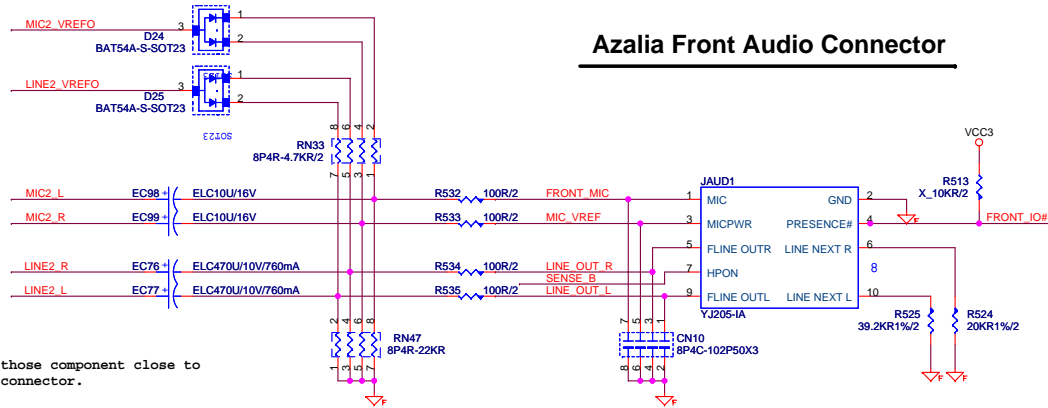 Azalia Front Audio Connector
MIC2_VREFO
3
1
2
D24
BAT54A-S-SOT23
LINE2_VREFO
3
1
2
D25
BAT54A-S-SOT23
SOT23
8 6 4 2
RN33
8P4R-4.7KR/2
7 5 3 1
VCC3
R513
X_10KR/2
FRONT_IO#
MIC2_L
EC98
+
ELC10U/16V
R532
100R/2
FRONT_MIC
MIC2_R
EC99
+
ELC10U/16V
R533
100R/2
MIC_VREF
LINE2_R
EC76
+
ELC470U/10V/760mA
R534
100R/2
LINE_OUT_R
SENSE_B
LINE2_L
EC77
+
ELC470U/10V/760mA
R535
100R/2
LINE_OUT_L
JAUD1
1 MIC GND 2
3 MICPWR PRESENCE# 4
5 FLINE OUTR LINE NEXT R 6
7 HPON 8
9 FLINE OUTL LINE NEXT L 10
YJ205-IA
F
2 4 6 8
RN47
8P4R-22KR
1 3 5 7
F
7 5 3 1
CN10
8P4C-102P50X3
8 6 4 2
F
R525
39.2KR1%/2
R524
20KR1%/2
F
F
those component close to
connector.